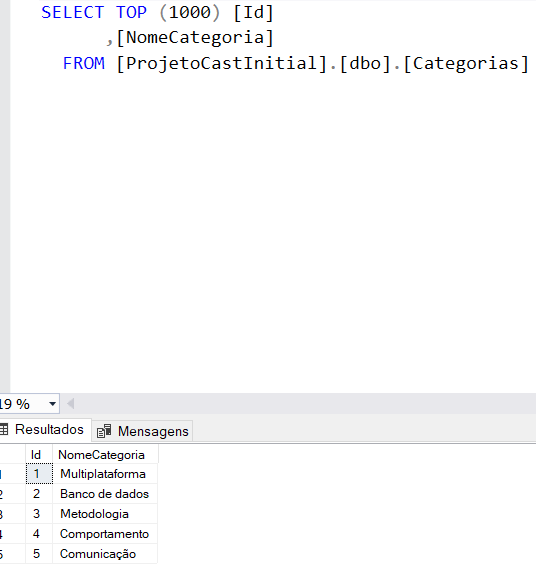 SELECT TOP (1000) [Id]
,[NomeCategoria]
FROM [ProjetoCastInitial].[dbo].[Categorias]
19 %
Resultados Mensagens
Id NomeCategoria
1 1 Multiplataforma
2 2 Banco de dados
3 3 Metodologia
4 4 Comportamento
5 5 Comunicação